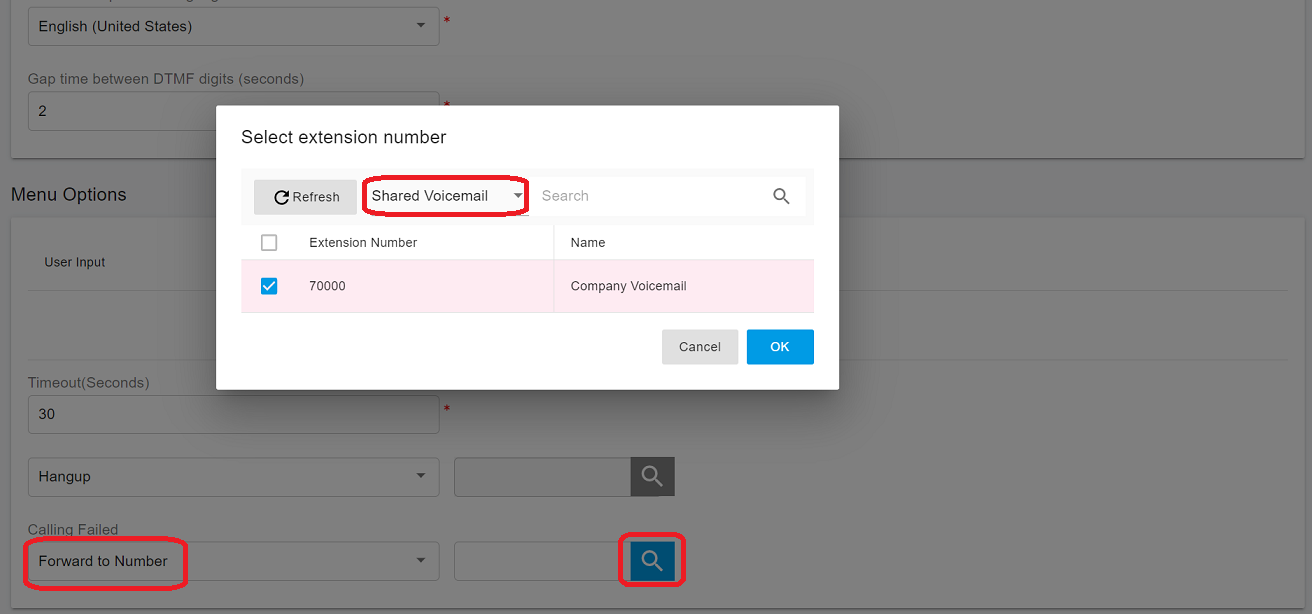 English (United States)
*
Gap time between DTMF digits (seconds)
2
*
Select extension number
Refresh
Shared Voicemail
Search
Extension Number
Name
70000
Company Voicemail
Cancel
OK
Menu Options
User Input
Timeout(Seconds)
30
*
Hangup
Calling Failed
Forward to Number